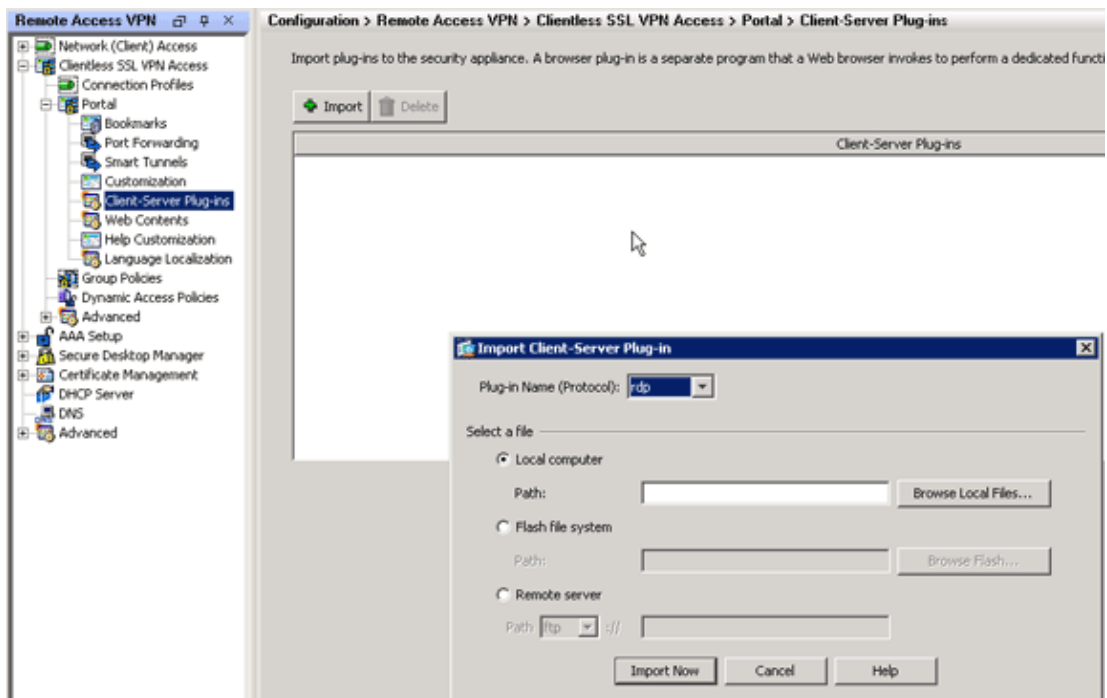 Remote Access VPN
Network (Client) Access
Clientless SSL VPN Access
Connection Profiles
Portal
Bookmarks
Port Forwarding
Smart Tunnels
Customization
Client-Server Plug-ins
Web Contents
Help Customization
Language Localization
Group Policies
Dynamic Access Policies
Advanced
AAA Setup
Secure Desktop Manager
Certificate Management
DHCP Server
DNS
Advanced
Configuration > Remote Access VPN > Clientless SSL VPN Access > Portal > Client-Server Plug-ins
Import plug-ins to the security appliance. A browser plug-in is a separate program that a Web browser invokes to perform a dedicated functi
Import Delete
Client-Server Plug-ins
Import Client-Server Plug-in
Plug-in Name (Protocol): rdp
Select a file
Local computer
Path: Browse Local Files...
Flash file system
Path: Browse Flash...
Remote server
Path ftp ://
Import Now Cancel Help